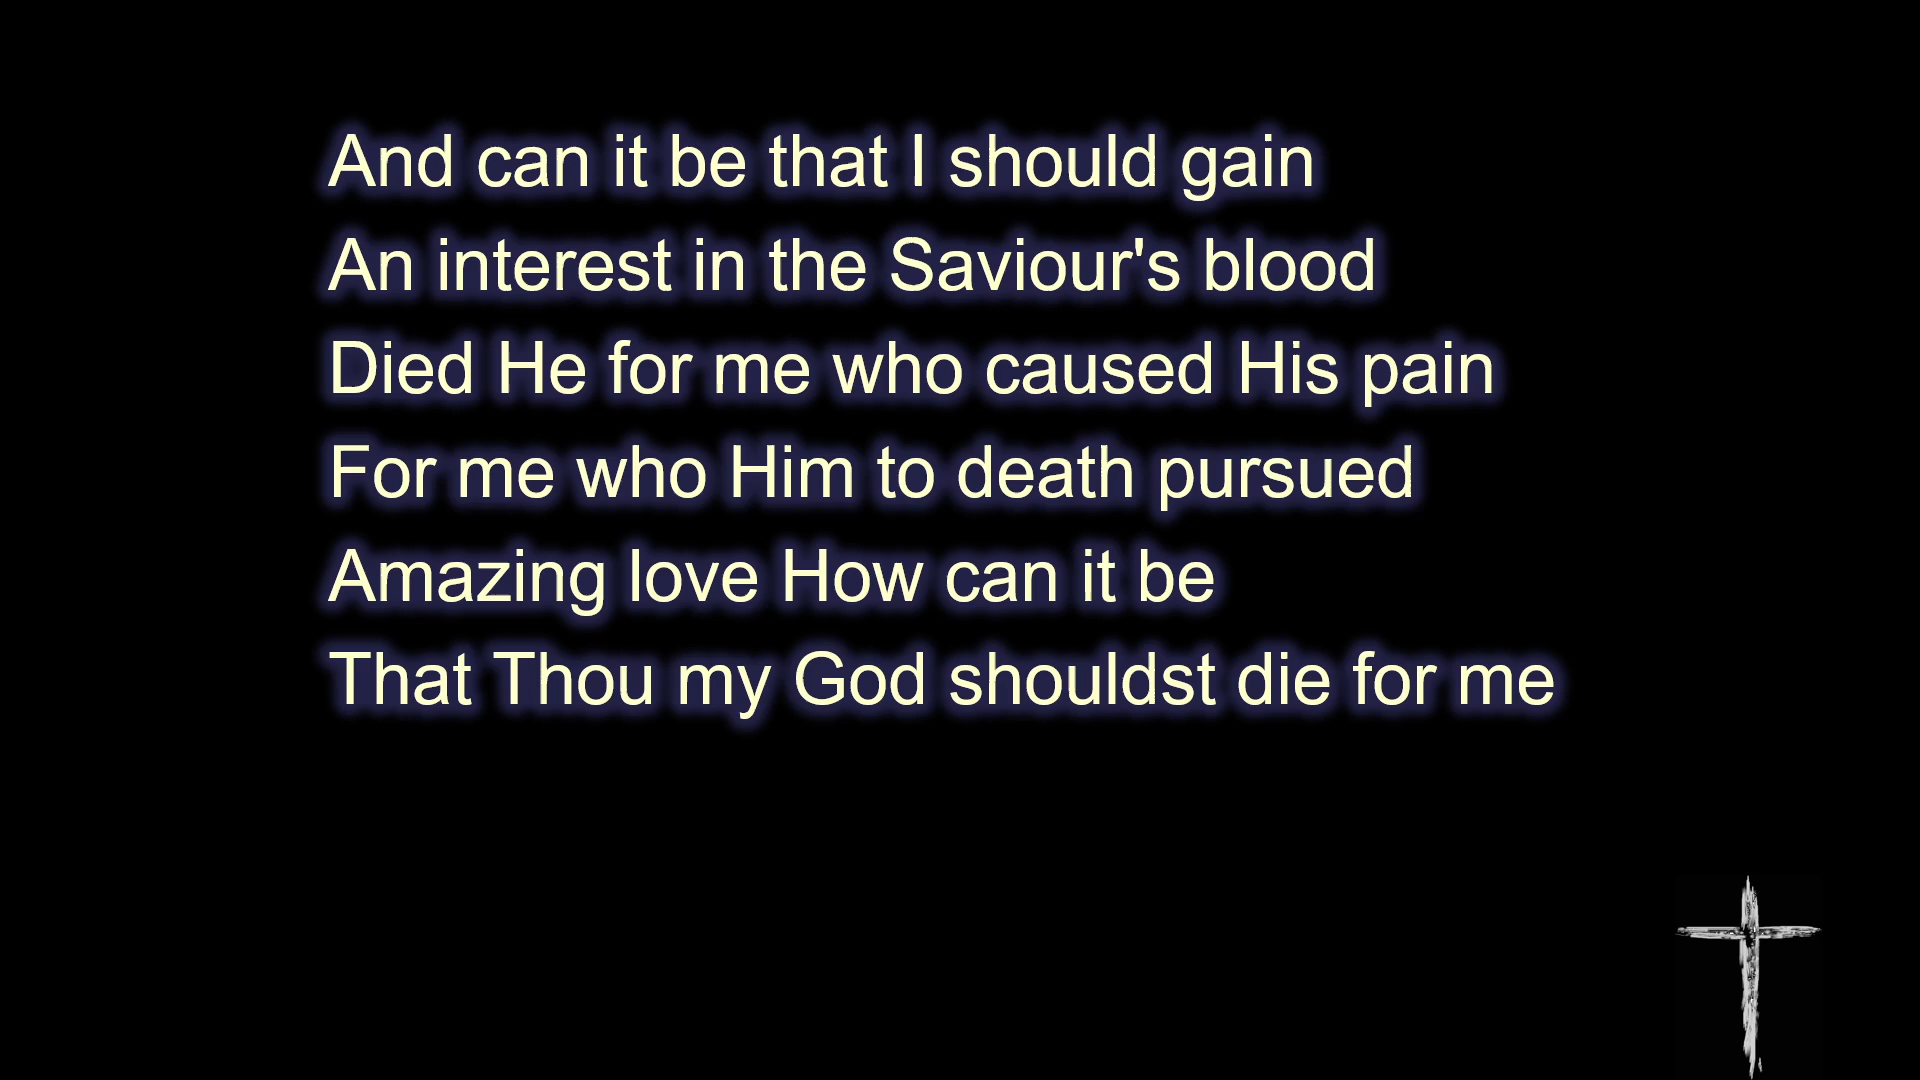 And can it be that I should gain
An interest in the Saviour's blood
Died He for me who caused His pain
For me who Him to death pursued
Amazing love How can it be
That Thou my God shouldst die for me